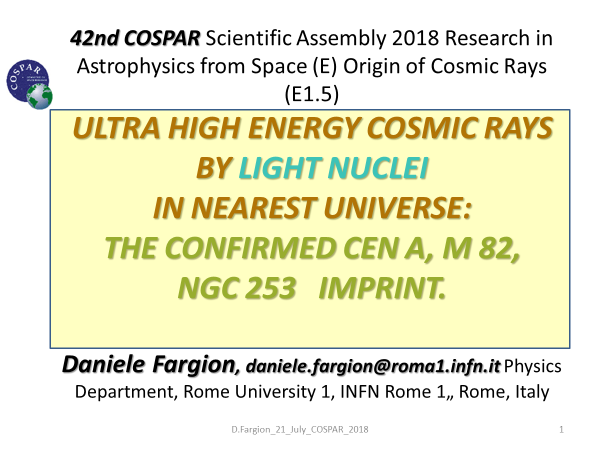 42nd COSPAR Scientific Assembly 2018 Research in
Astrophysics from Space (E) Origin of Cosmic Rays
(E1.5)
COSPAR
ULTRA HIGH ENERGY COSMIC RAYS
BY LIGHT NUCLEI
IN NEAREST UNIVERSE:
THE CONFIRMED CEN A, M 82,
NGC 253 IMPRINT.
Daniele Fargion, daniele.fargion@roma1.infn.it Physics
Department, Rome University 1, INFN Rome 1,, Rome, Italy
D.Fargion_21_July_COSPAR_2018
1